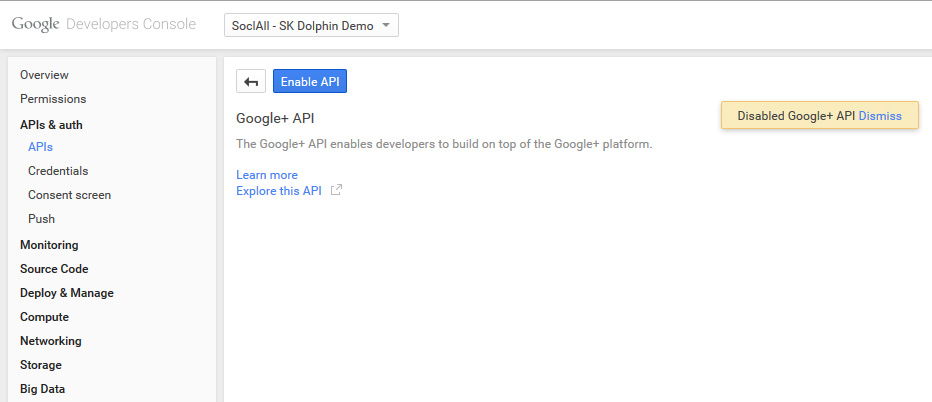 Google Developers Console
SoclAll - SK Dolphin Demo
Overview
Permissions
APIs & auth
APIs
Credentials
Consent screen
Push
Monitoring
Source Code
Deploy & Manage
Compute
Networking
Storage
Big Data
Enable API
Google+ API
The Google+ API enables developers to build on top of the Google+ platform.
Learn more
Explore this API
Disabled Google+ API Dismiss